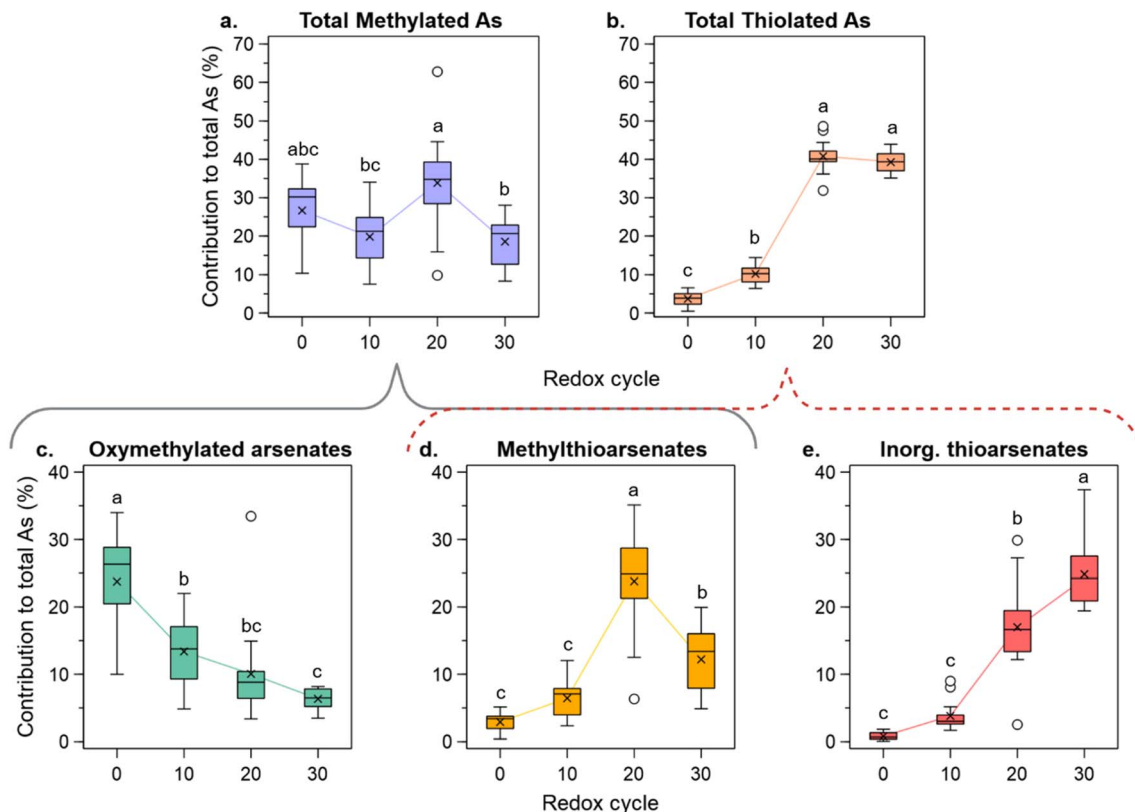 a. Total Methylated As
b. Total Thiolated As
Contribution to total As (%)
70
60
50
40
30
20
10
0
abc
bc
a
b
0 10 20 30
70
60
50
40
30
20
10
0
c
b
a
a
0 10 20 30
Redox cycle
c. Oxymethylated arsenates
d. Methylthioarsenates
e. Inorg. thioarsenates
Contribution to total As (%)
40
30
20
10
0
a
b
bc
c
0 10 20 30
40
30
20
10
0
c
c
a
b
0 10 20 30
40
30
20
10
0
c
c
b
a
0 10 20 30
Redox cycle